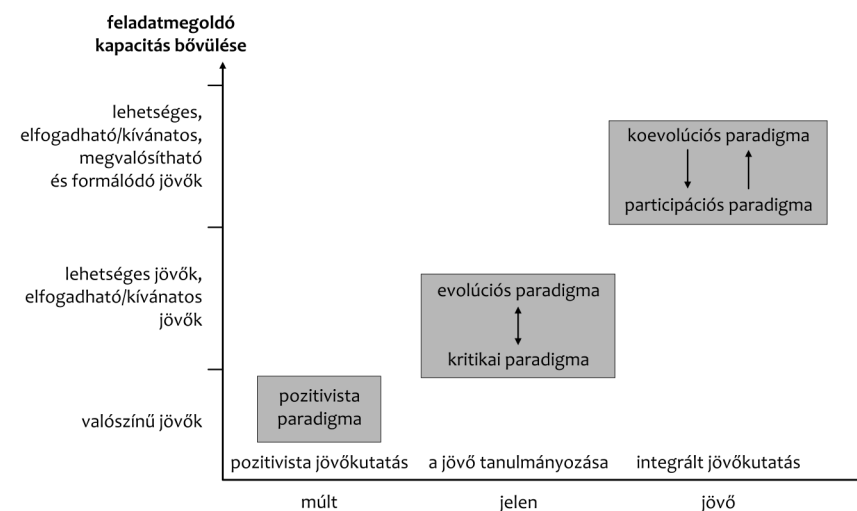 feladatmegoldó
kapacitás bővülése
lehetséges,
elfogadható/kívánatos,
megvalósítható
és formálódó jövők
koevolúciós paradigma
participációs paradigma
lehetséges jövők,
elfogadható/kívánatos
jövők
evolúciós paradigma
kritikai paradigma
valószínű jövők
pozitivista
paradigma
pozitivista jövőkutatás
a jövő tanulmányozása
integrált jövőkutatás
múlt
jelen
jövő